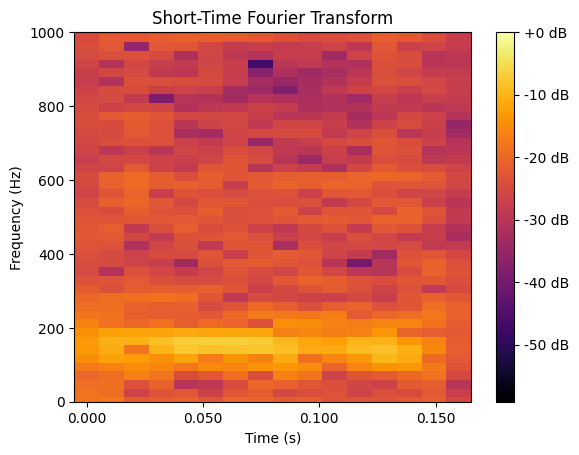 Short-Time Fourier Transform
Frequency (Hz)
1000
800
600
400
200
0
0.000
0.050
0.100
0.150
Time (s)
+0 dB
-10 dB
-20 dB
-30 dB
-40 dB
-50 dB